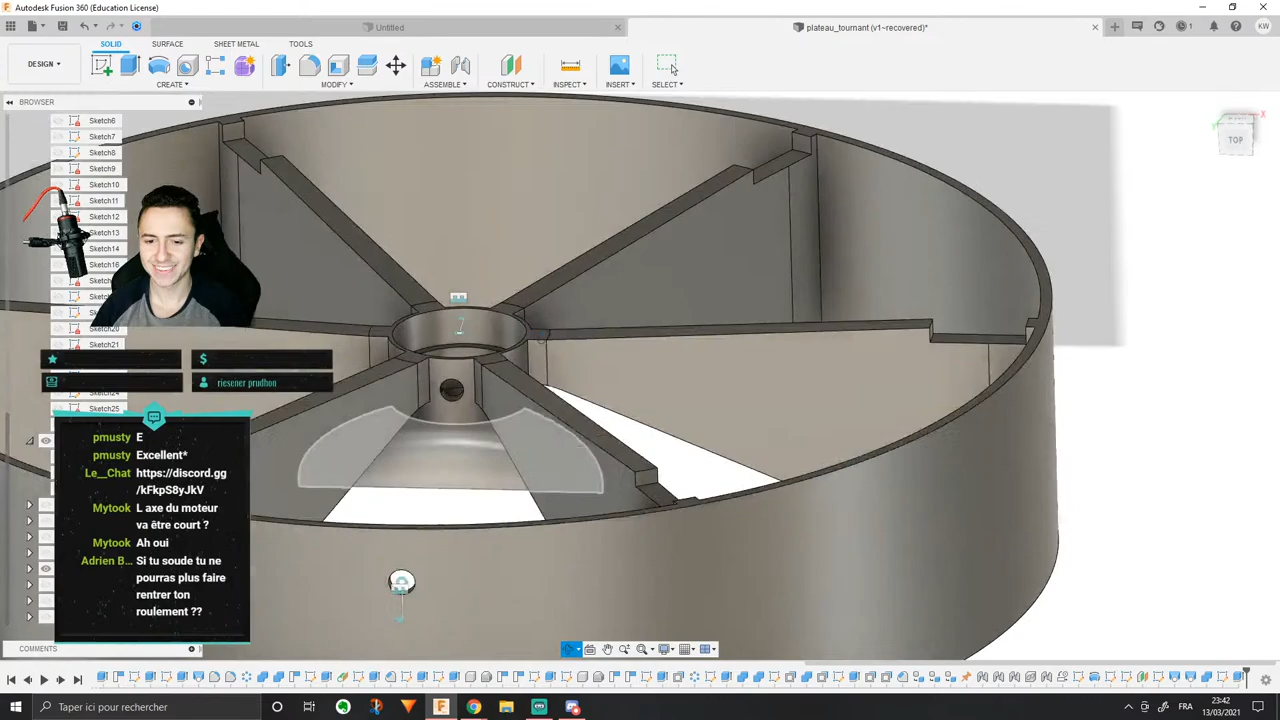 Autodesk Fusion 360 (Education License)
Untitled
plateau_tournant (v1~recovered)*
1
KW
SOLID
SURFACE
SHEET METAL
TOOLS
DESIGN
CREATE
MODIFY
ASSEMBLE
CONSTRUCT
INSPECT
INSERT
SELECT
BROWSER
Sketch6
Sketch7
Sketch8
Sketch9
Sketch10
Sketch11
Sketch12
Sketch13
Sketch14
Sketch16
Sketch20
Sketch21
Sketch25
X
Y
TOP
$
riesener prudhon
pmusty E
pmusty Excellent*
Le__Chat https://discord.gg
/kFkpS8yJkV
Mytook L axe du moteur
va être court ?
Mytook Ah oui
Adrien B... Si tu soude tu ne
pourras plus faire
rentrer ton
roulement ??
COMMENTS
Taper ici pour rechercher
FRA
23:42
13/03/2021